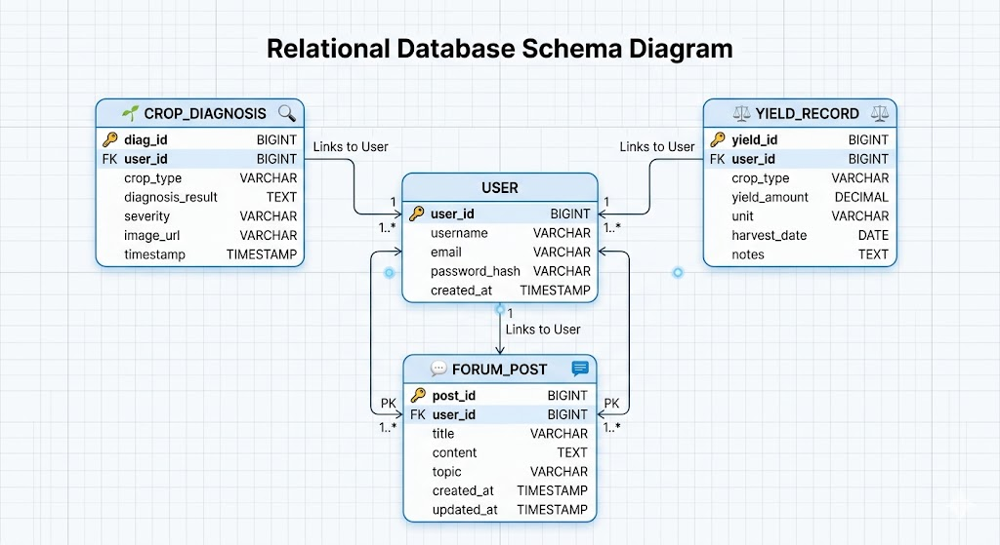 Relational Database Schema Diagram
CROP_DIAGNOSIS
diag_id BIGINT
FK user_id BIGINT
crop_type VARCHAR
diagnosis_result TEXT
severity VARCHAR
image_url VARCHAR
timestamp TIMESTAMP
Links to User
1
1..*
USER
user_id BIGINT
username VARCHAR
email VARCHAR
password_hash VARCHAR
created_at TIMESTAMP
Links to User
1
1..*
YIELD_RECORD
yield_id BIGINT
FK user_id BIGINT
crop_type VARCHAR
yield_amount DECIMAL
unit VARCHAR
harvest_date DATE
notes TEXT
1
Links to User
FORUM_POST
post_id BIGINT
PK
FK user_id BIGINT
PK
1..*
title VARCHAR
1..*
content TEXT
topic VARCHAR
created_at TIMESTAMP
updated_at TIMESTAMP